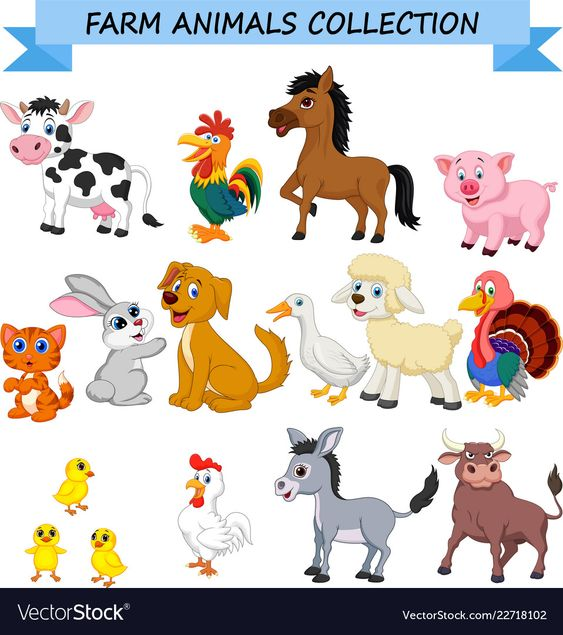 FARM ANIMALS COLLECTION
VectorStock®
VectorStock.com/22718102